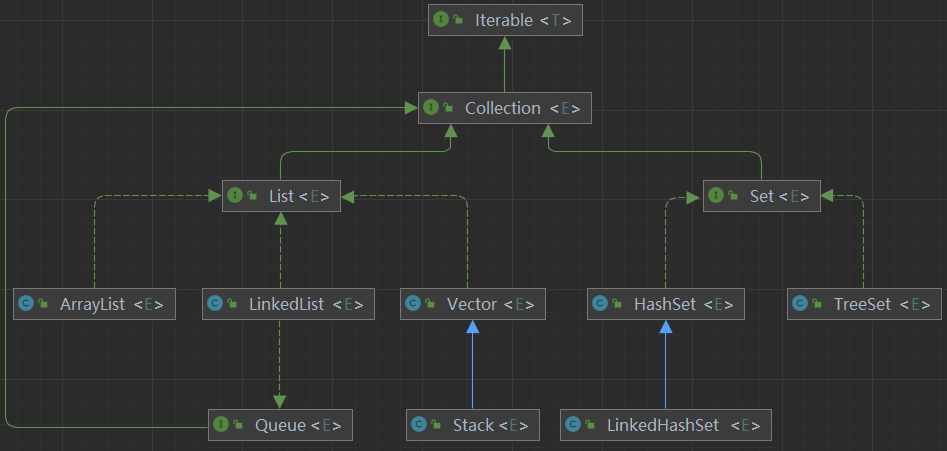 I Iterable <T>
I Collection <E>
I List <E>
I Set <E>
C ArrayList <E>
C LinkedList <E>
C Vector <E>
C HashSet <E>
C TreeSet <E>
I Queue <E>
C Stack <E>
C LinkedHashSet <E>